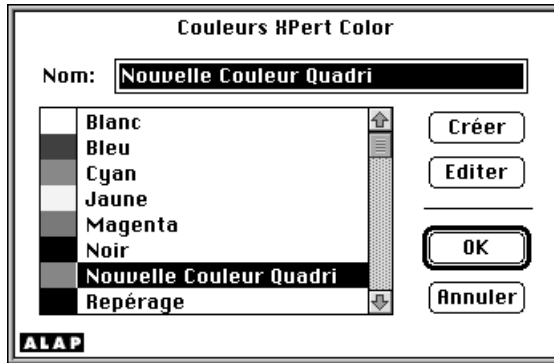 Couleurs XPert Color
Nom: Nouvelle Couleur Quadri
Blanc
Bleu
Cyan
Jaune
Magenta
Noir
Nouvelle Couleur Quadri
Repérage
Créer
Editer
OK
Annuler
ALAP